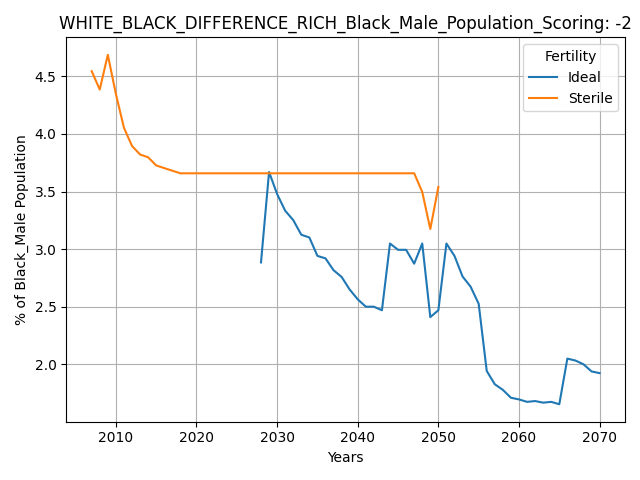 WHITE_BLACK_DIFFERENCE_RICH_Black_Male_Population_Scoring: -2
Fertility
Ideal
Sterile
% of Black_Male Population
4.5
4.0
3.5
3.0
2.5
2.0
2010 2020 2030 2040 2050 2060 2070
Years